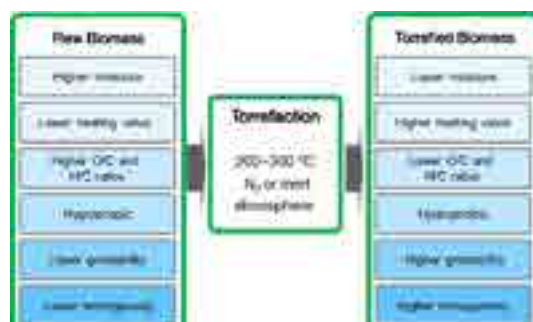 Raw Biomass
Higher moisture
Lower heating value
Higher O/C and
H/C ratios
Hygroscopic
Lower grindability
Lower homogeneity
Torrefaction
200–300 °C
N₂ or inert
atmosphere
Torrefied Biomass
Lower moisture
Higher heating value
Lower O/C and
H/C ratios
Hydrophobic
Higher grindability
Higher homogeneity